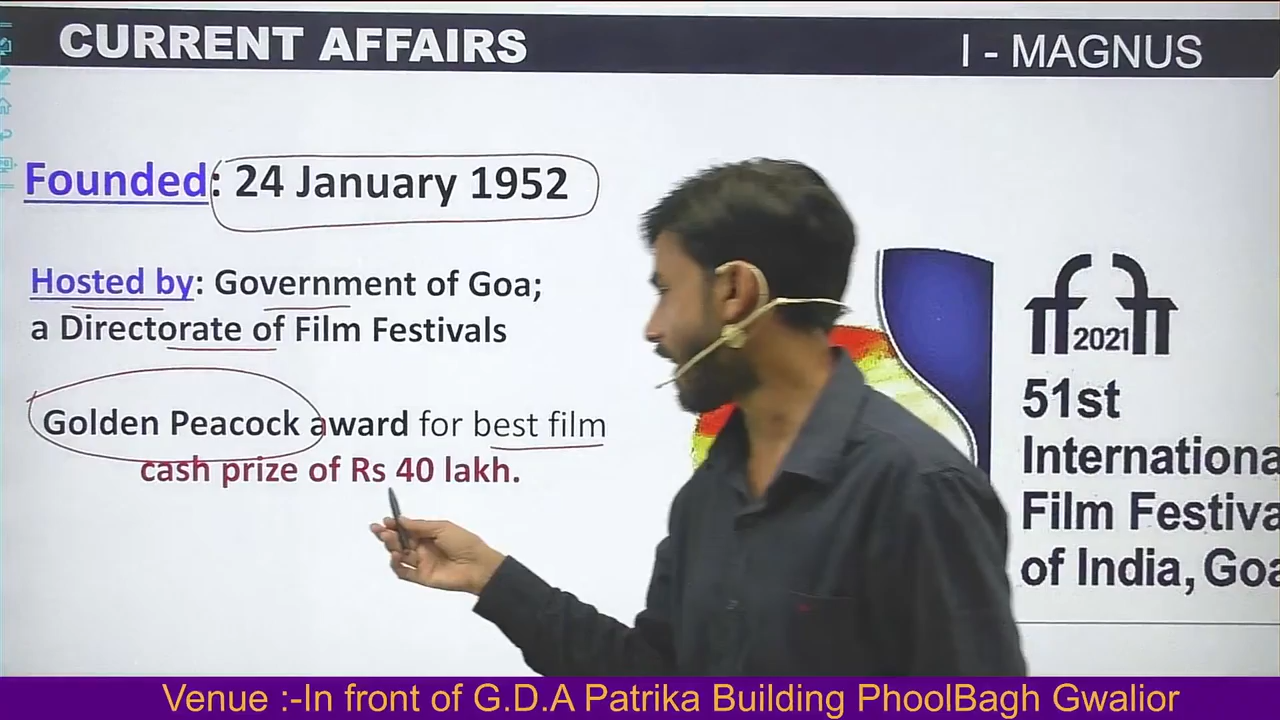 CURRENT AFFAIRS
I - MAGNUS
Founded: 24 January 1952
Hosted by: Government of Goa;
a Directorate of Film Festivals
Golden Peacock award for best film
cash prize of Rs 40 lakh.
2021
51st
Internationa
Film Festiva
of India, Goa
Venue :-In front of G.D.A Patrika Building PhoolBagh Gwalior